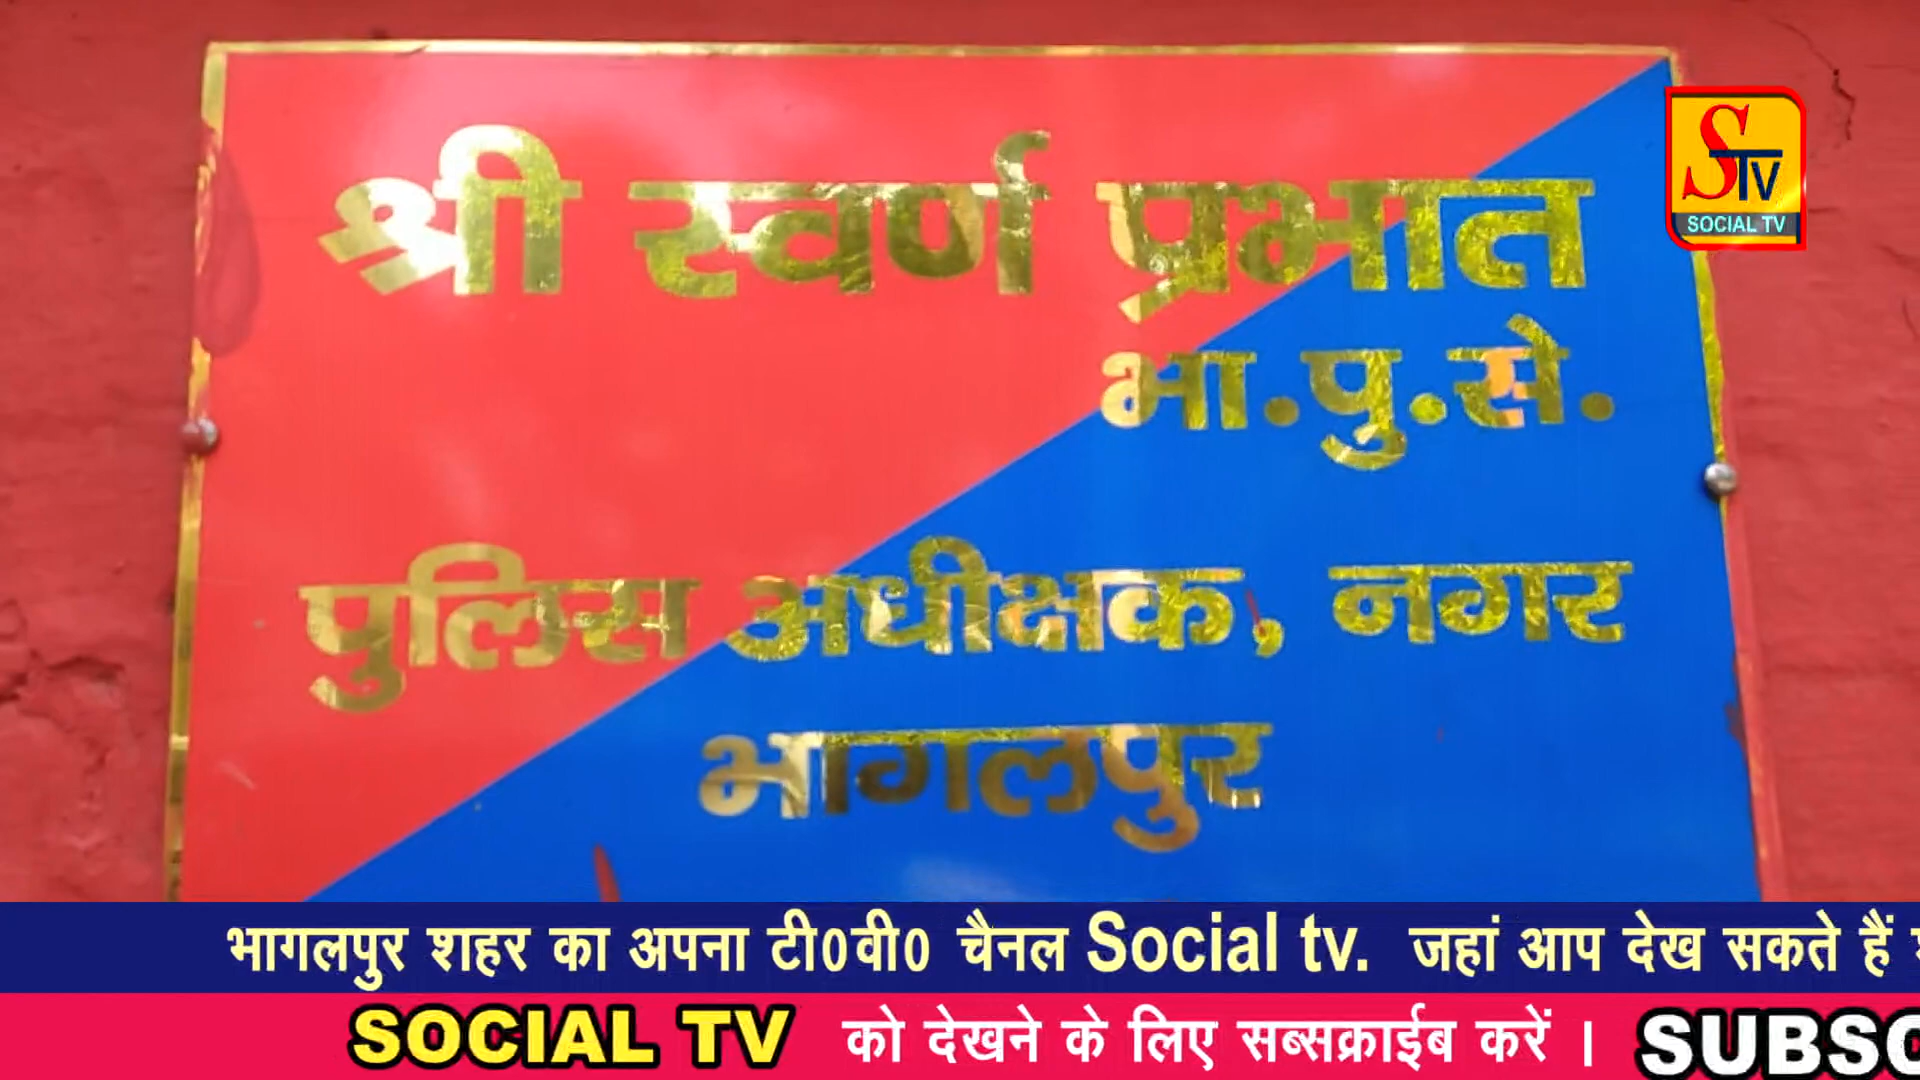 श्री स्वर्ण प्रभात
भा.पु.से.
पुलिस अधीक्षक, नगर
भागलपुर
STV
SOCIAL TV
भागलपुर शहर का अपना टी0वी0 चैनल Social tv. जहां आप देख सकते हैं
SOCIAL TV को देखने के लिए सब्सक्राईब करें ।